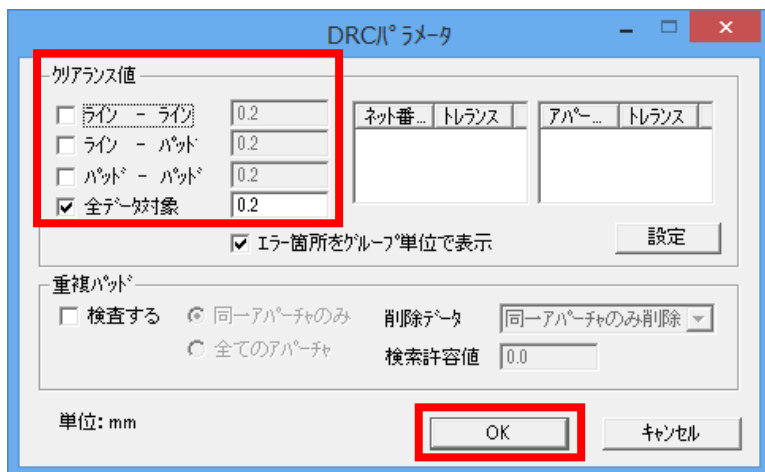 DRCﾊﾟﾗﾒｰﾀ
ｸﾘｱﾗﾝｽ値
ﾗｲﾝ - ﾗｲﾝ 0.2
ﾗｲﾝ - ﾊﾟｯﾄﾞ 0.2
ﾊﾟｯﾄﾞ - ﾊﾟｯﾄﾞ 0.2
全ﾃﾞｰﾀ対象 0.2
ﾈｯﾄ番... ﾄﾚﾗﾝｽ
ｱﾊﾟｰ... ﾄﾚﾗﾝｽ
ｴﾗｰ箇所をｸﾞﾙｰﾌﾟ単位で表示
設定
重複ﾊﾟｯﾄﾞ
検査する
同一ｱﾊﾟｰﾁｬのみ
全てのｱﾊﾟｰﾁｬ
削除ﾃﾞｰﾀ 同一ｱﾊﾟｰﾁｬのみ削除
検索許容値 0.0
単位: mm
OK
ｷｬﾝｾﾙ